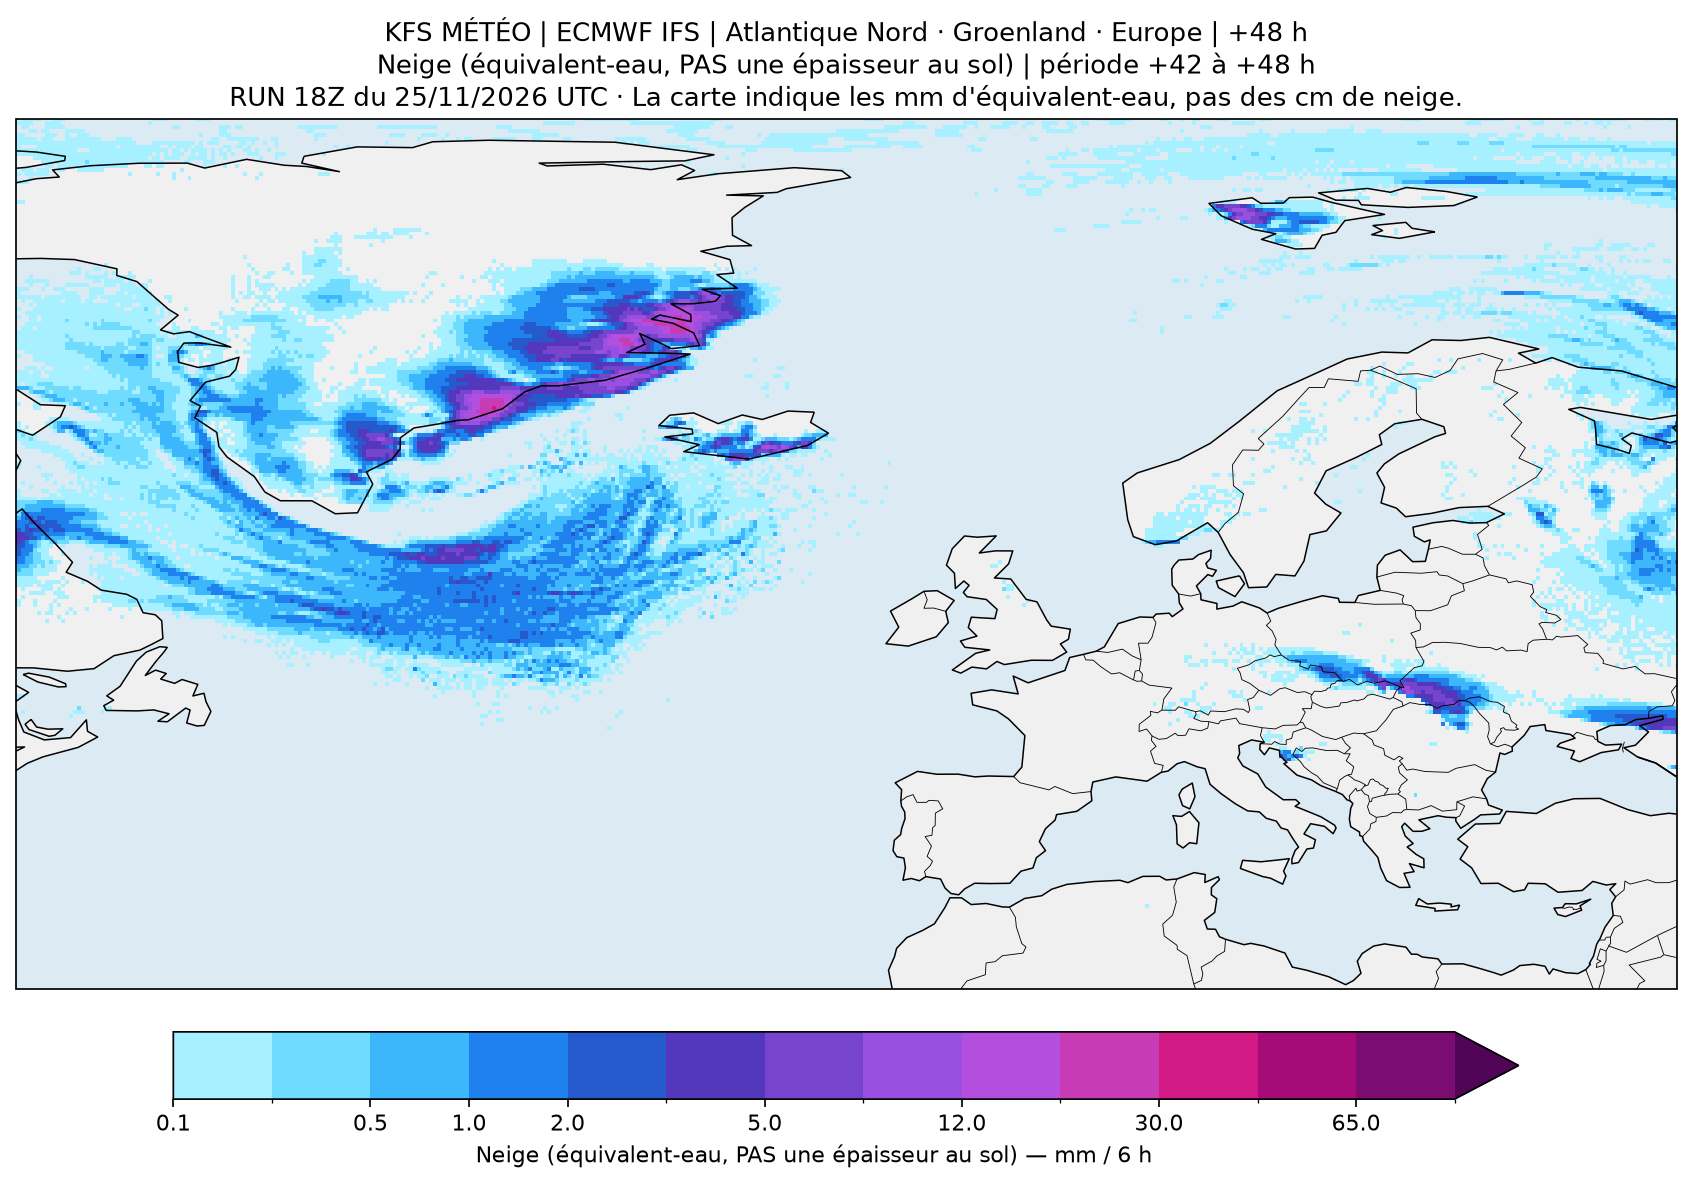 KFS MÉTÉO | ECMWF IFS | Atlantique Nord · Groenland · Europe | +48 h
Neige (équivalent-eau, PAS une épaisseur au sol) | période +42 à +48 h
RUN 18Z du 25/11/2026 UTC · La carte indique les mm d'équivalent-eau, pas des cm de neige.
0.1 0.5 1.0 2.0 5.0 12.0 30.0 65.0
Neige (équivalent-eau, PAS une épaisseur au sol) — mm / 6 h